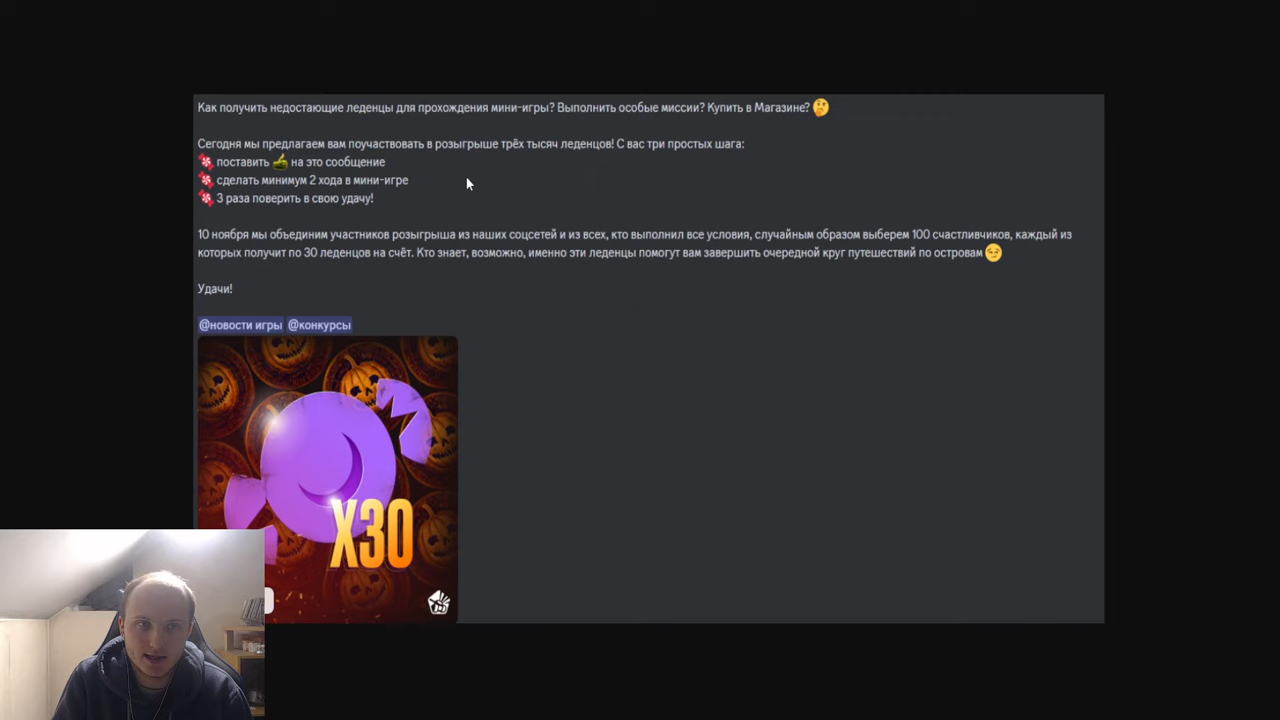 Как получить недостающие леденцы для прохождения мини-игры? Выполнить особые миссии? Купить в Магазине? 🤔
Сегодня мы предлагаем вам поучаствовать в розыгрыше трёх тысяч леденцов! С вас три простых шага:
🍬 поставить 👍 на это сообщение
🍬 сделать минимум 2 хода в мини-игре
🍬 3 раза поверить в свою удачу!
10 ноября мы объединим участников розыгрыша из наших соцсетей и из всех, кто выполнил все условия, случайным образом выберем 100 счастливчиков, каждый из
которых получит по 30 леденцов на счёт. Кто знает, возможно, именно эти леденцы помогут вам завершить очередной круг путешествий по островам 😏
Удачи!
@новости игры @конкурсы
X30